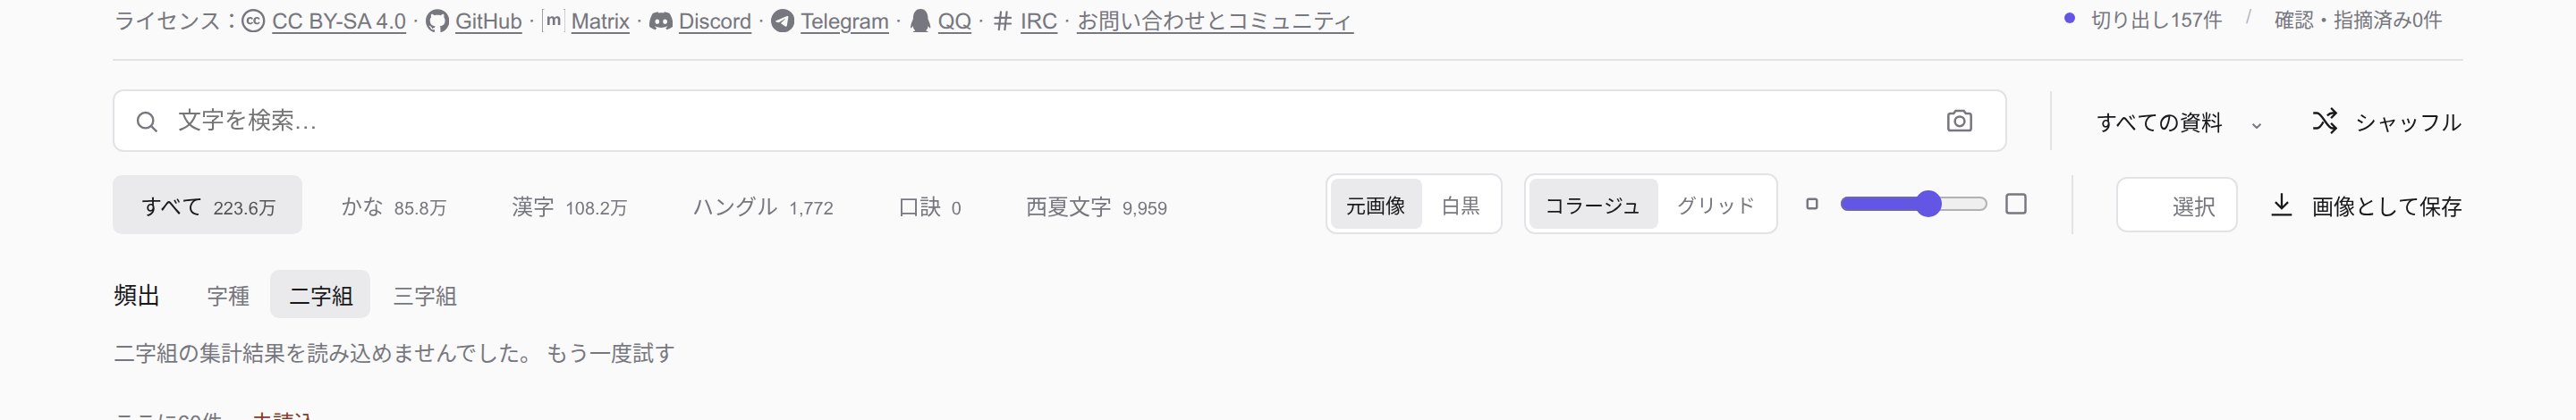 ライセンス：CC BY-SA 4.0 · GitHub · Matrix · Discord · Telegram · QQ · IRC · お問い合わせとコミュニティ
切り出し157件 / 確認・指摘済み0件
文字を検索…
すべての資料
シャッフル
すべて 223.6万 かな 85.8万 漢字 108.2万 ハングル 1,772 口訣 0 西夏文字 9,959
元画像 白黒 コラージュ グリッド
選択 画像として保存
頻出 字種 二字組 三字組
二字組の集計結果を読み込めませんでした。 もう一度試す